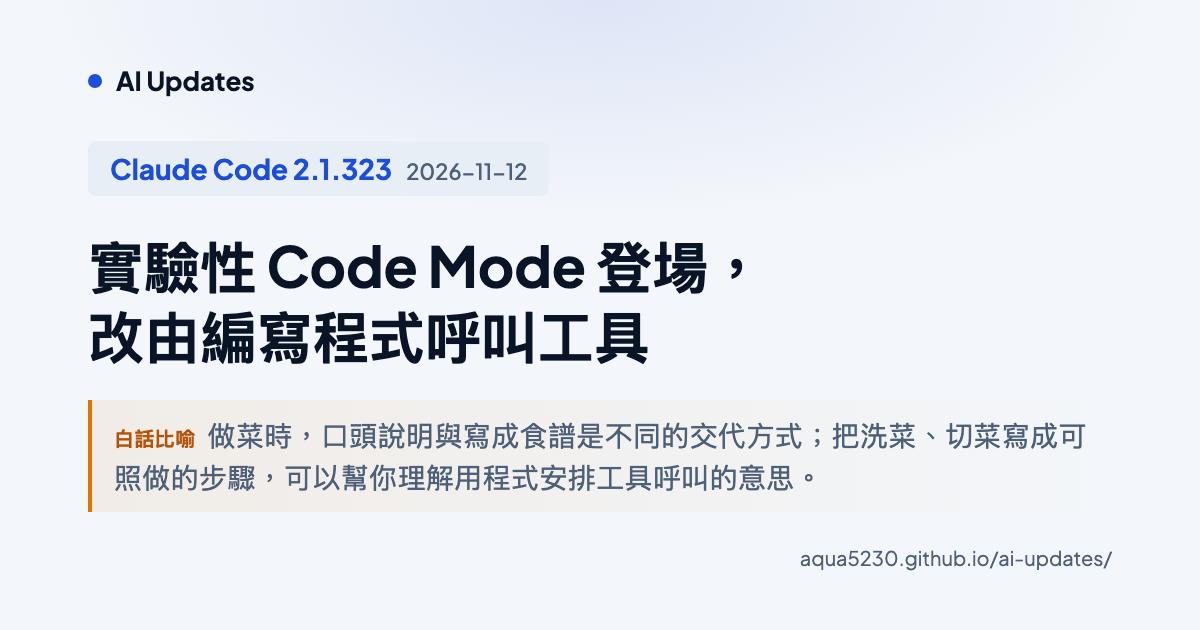 AI Updates
Claude Code 2.1.323 2026-11-12
實驗性 Code Mode 登場，
改由編寫程式呼叫工具
白話比喻 做菜時，口頭說明與寫成食譜是不同的交代方式；把洗菜、切菜寫成可
照做的步驟，可以幫你理解用程式安排工具呼叫的意思。
aqua5230.github.io/ai-updates/